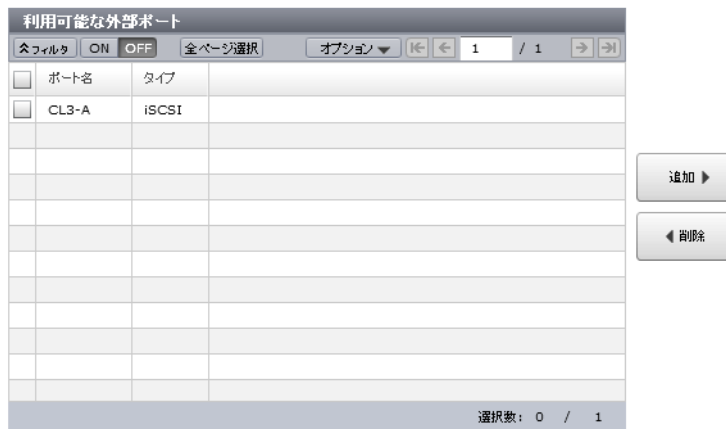 利用可能な外部ポート
フィルタ ON OFF 全ページ選択 オプション 1 / 1
ポート名 タイプ
CL3-A iSCSI
追加
削除
選択数: 0 / 1